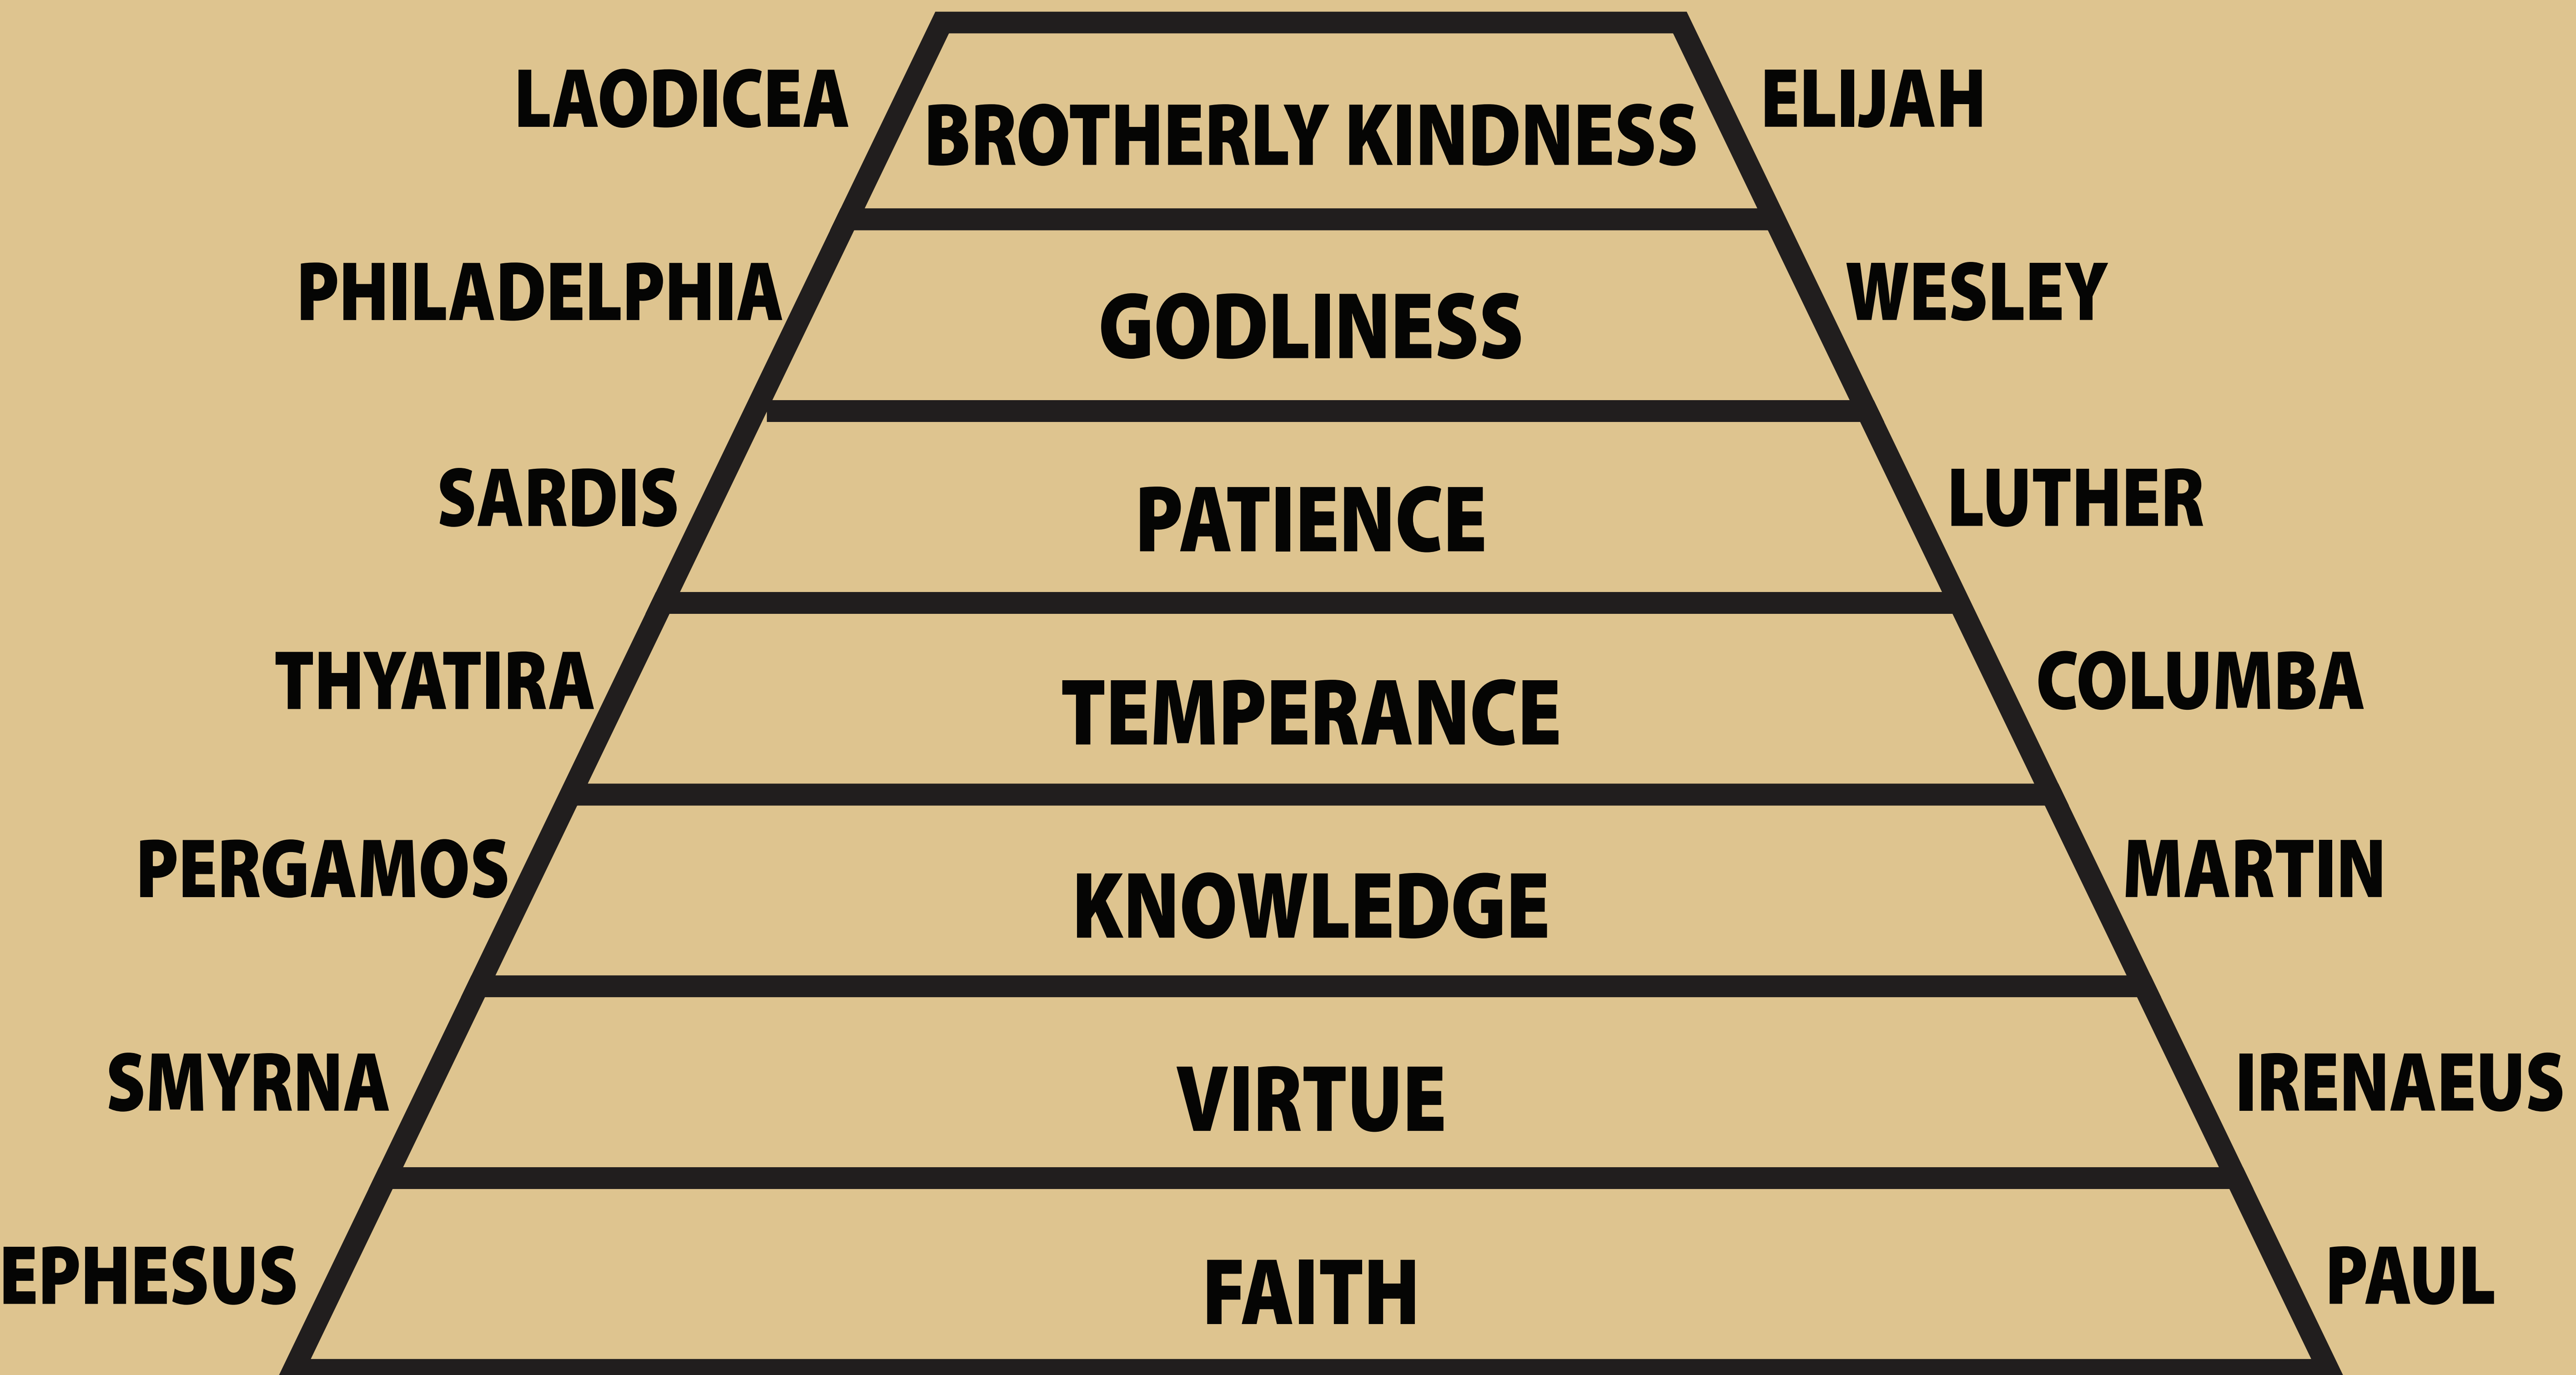 LAODICEA BROTHERLY KINDNESS ELIJAH
PHILADELPHIA GODLINESS WESLEY
SARDIS PATIENCE LUTHER
THYATIRA TEMPERANCE COLUMBA
PERGAMOS KNOWLEDGE MARTIN
SMYRNA VIRTUE IRENAEUS
EPHESUS FAITH PAUL